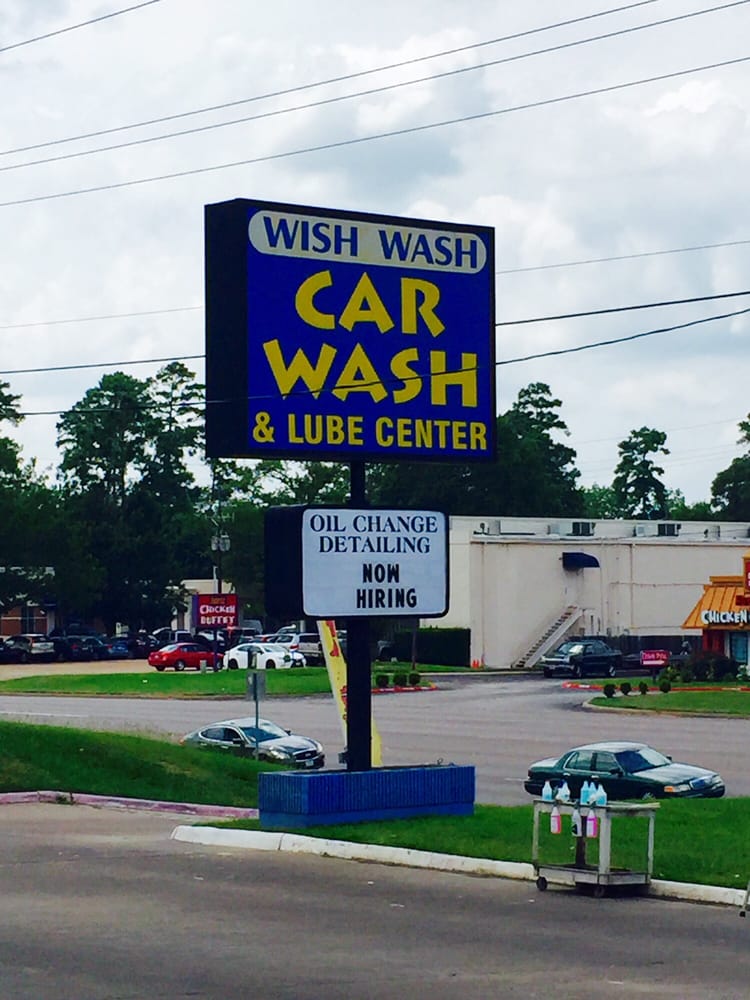 WISH WASH
CAR
WASH
& LUBE CENTER
OIL CHANGE
DETAILING
NOW
HIRING
CHICKEN
BUFFET
CHICKEN